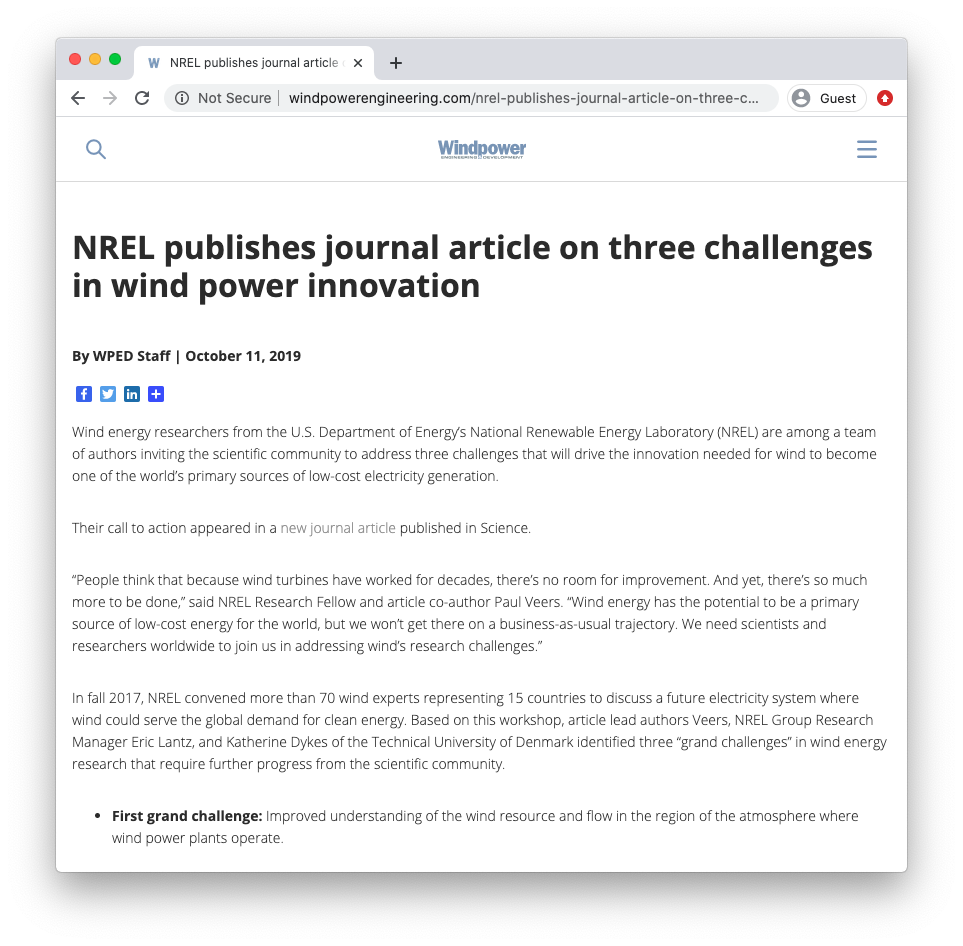 NREL publishes journal article
Not Secure
windpowerengineering.com/nrel-publishes-journal-article-on-three-c...
Guest
Windpower
ENGINEERING DEVELOPMENT
NREL publishes journal article on three challenges
in wind power innovation
By WPED Staff | October 11, 2019
Wind energy researchers from the U.S. Department of Energy’s National Renewable Energy Laboratory (NREL) are among a team
of authors inviting the scientific community to address three challenges that will drive the innovation needed for wind to become
one of the world’s primary sources of low-cost electricity generation.
Their call to action appeared in a new journal article published in Science.
“People think that because wind turbines have worked for decades, there’s no room for improvement. And yet, there’s so much
more to be done,” said NREL Research Fellow and article co-author Paul Veers. “Wind energy has the potential to be a primary
source of low-cost energy for the world, but we won’t get there on a business-as-usual trajectory. We need scientists and
researchers worldwide to join us in addressing wind’s research challenges.”
In fall 2017, NREL convened more than 70 wind experts representing 15 countries to discuss a future electricity system where
wind could serve the global demand for clean energy. Based on this workshop, article lead authors Veers, NREL Group Research
Manager Eric Lantz, and Katherine Dykes of the Technical University of Denmark identified three “grand challenges” in wind energy
research that require further progress from the scientific community.
• First grand challenge: Improved understanding of the wind resource and flow in the region of the atmosphere where
wind power plants operate.